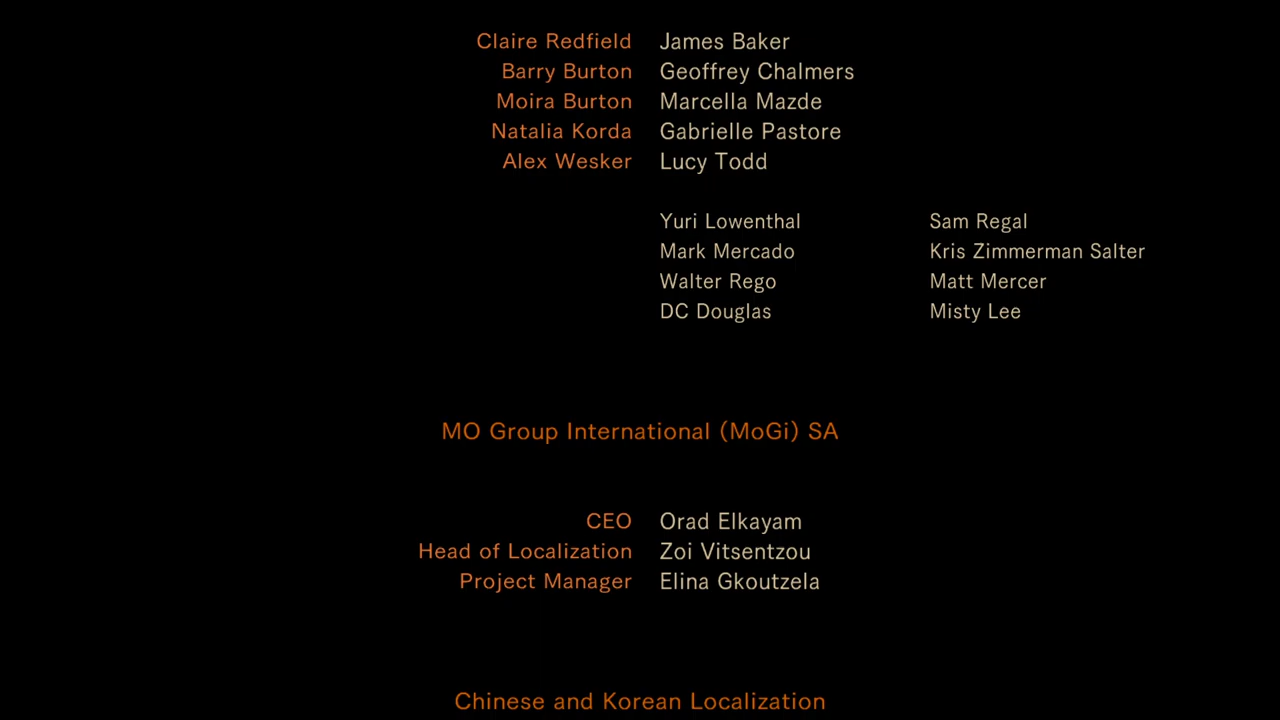 Claire Redfield James Baker
Barry Burton Geoffrey Chalmers
Moira Burton Marcella Mazde
Natalia Korda Gabrielle Pastore
Alex Wesker Lucy Todd
Yuri Lowenthal Sam Regal
Mark Mercado Kris Zimmerman Salter
Walter Rego Matt Mercer
DC Douglas Misty Lee
MO Group International (MoGi) SA
CEO Orad Elkayam
Head of Localization Zoi Vitsentzou
Project Manager Elina Gkoutzela
Chinese and Korean Localization